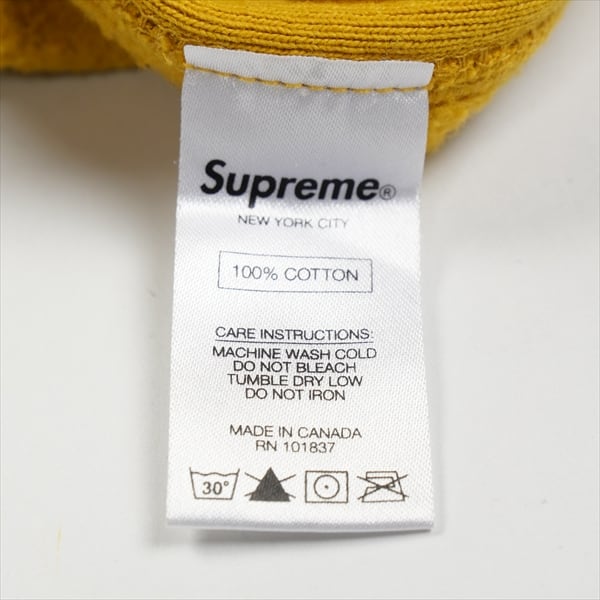 Supreme®
NEW YORK CITY
100% COTTON
CARE INSTRUCTIONS:
MACHINE WASH COLD
DO NOT BLEACH
TUMBLE DRY LOW
DO NOT IRON
MADE IN CANADA
RN 101837
30°